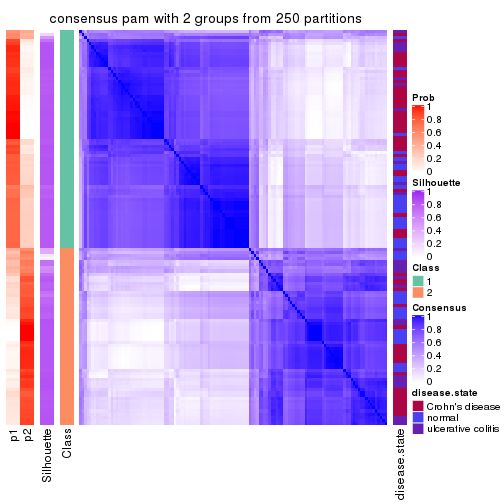 consensus pam with 2 groups from 250 partitions
Prob
1
0.8
0.6
0.4
0.2
0
Silhouette
1
0.8
0.6
0.4
0.2
0
Class
1
2
Consensus
1
0.8
0.6
0.4
0.2
0
disease.state
Crohn's disease
normal
ulcerative colitis
p1
p2
Silhouette
Class
disease.state